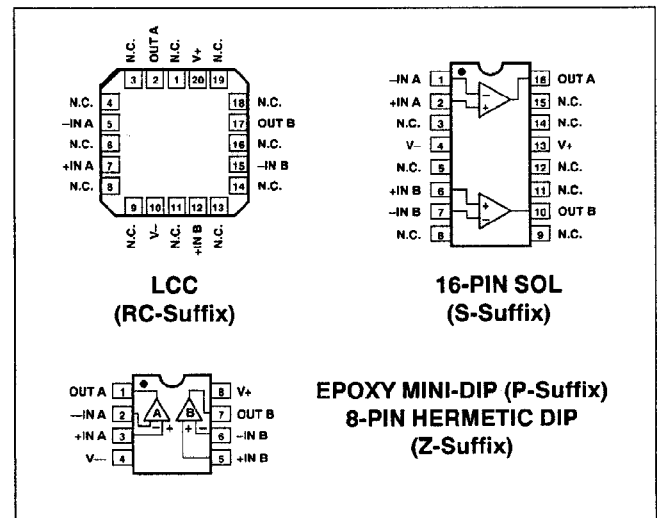 N.C. OUT A N.C. V+ N.C.
3 2 1 20 19
N.C. 4
–IN A 5
N.C. 6
+IN A 7
N.C. 8
18 N.C.
17 OUT B
16 N.C.
15 –IN B
14 N.C.
9 10 11 12 13
N.C. V– N.C. +IN B N.C.
LCC
(RC-Suffix)
–IN A 1
+IN A 2
N.C. 3
V– 4
N.C. 5
+IN B 6
–IN B 7
N.C. 8
16 OUT A
15 N.C.
14 N.C.
13 V+
12 N.C.
11 N.C.
10 OUT B
9 N.C.
– +
+ –
16-PIN SOL
(S-Suffix)
OUT A 1
–IN A 2
+IN A 3
V– 4
A B
– + + –
8 V+
7 OUT B
6 –IN B
5 +IN B
EPOXY MINI-DIP (P-Suffix)
8-PIN HERMETIC DIP
(Z-Suffix)